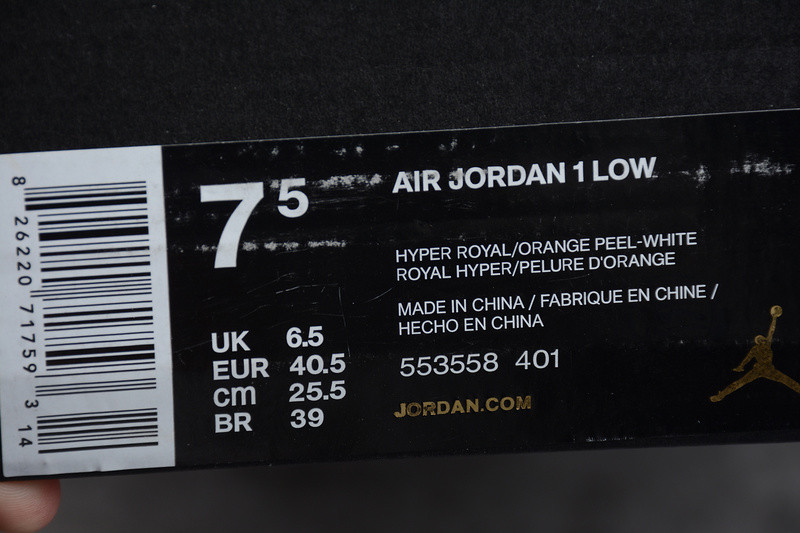 8 26220 71759 3 14
7 5
AIR JORDAN 1 LOW
HYPER ROYAL/ORANGE PEEL-WHITE
ROYAL HYPER/PELURE D'ORANGE
MADE IN CHINA / FABRIQUE EN CHINE /
HECHO EN CHINA
UK 6.5
EUR 40.5
cm 25.5
BR 39
553558 401
JORDAN.COM